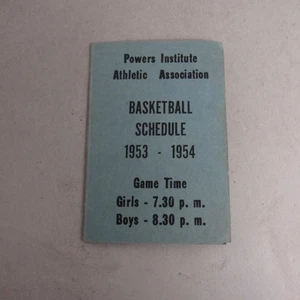 Powers Institute
Athletic Association
BASKETBALL
SCHEDULE
1953 - 1954
Game Time
Girls - 7.30 p. m.
Boys - 8.30 p. m.